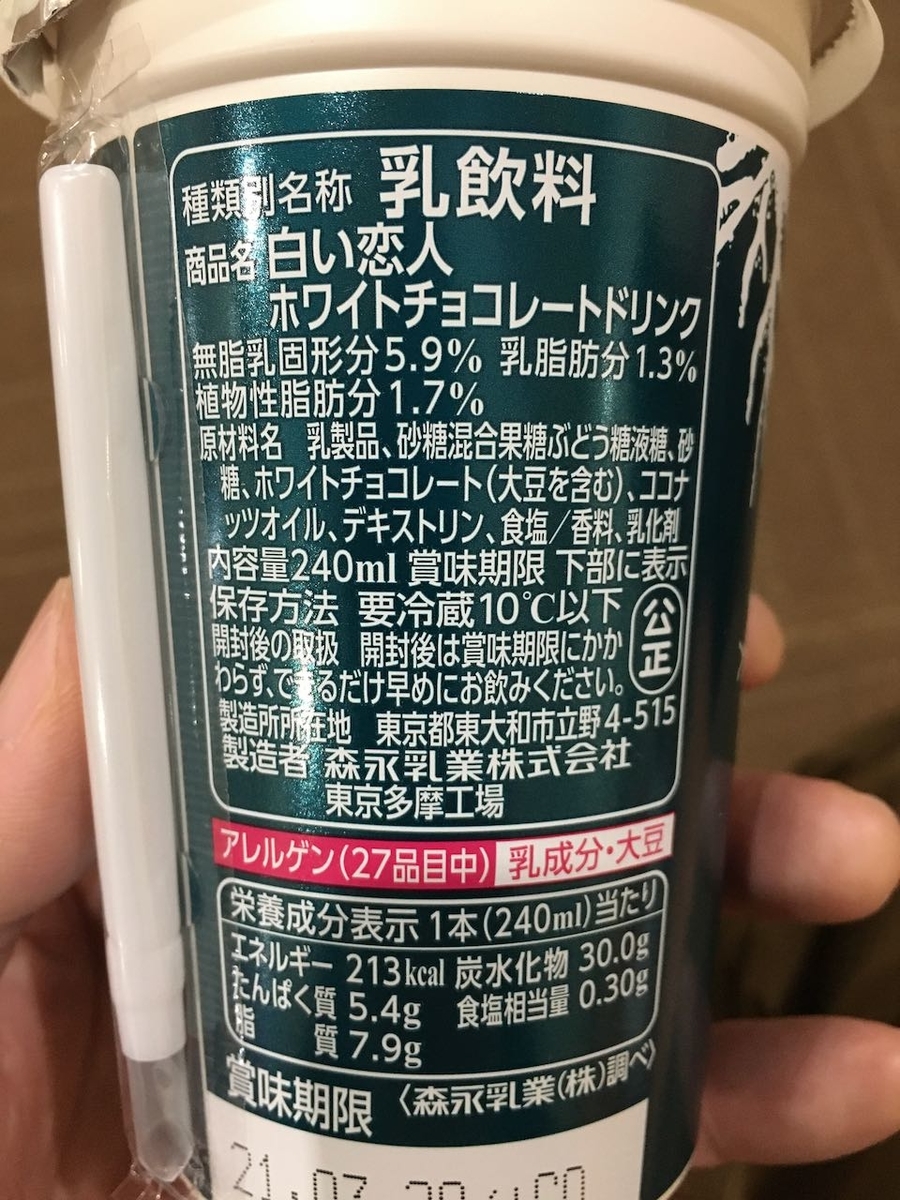 種類別名称 乳飲料
商品名 白い恋人
ホワイトチョコレートドリンク
無脂乳固形分5.9% 乳脂肪分1.3%
植物性脂肪分1.7%
原材料名 乳製品、砂糖混合果糖ぶどう糖液糖、砂
糖、ホワイトチョコレート(大豆を含む)、ココナ
ッツオイル、デキストリン、食塩/香料、乳化剤
内容量240ml 賞味期限 下部に表示
保存方法 要冷蔵10℃以下
公正
開封後の取扱 開封後は賞味期限にかか
わらず、できるだけ早めにお飲みください。
製造所所在地 東京都東大和市立野4-515
製造者 森永乳業株式会社
東京多摩工場
アレルゲン(27品目中) 乳成分・大豆
栄養成分表示 1本(240ml)当たり
エネルギー 213kcal 炭水化物 30.0g
たんぱく質 5.4g 食塩相当量 0.30g
脂質 7.9g
賞味期限 〈森永乳業(株)調べ〉
21.07